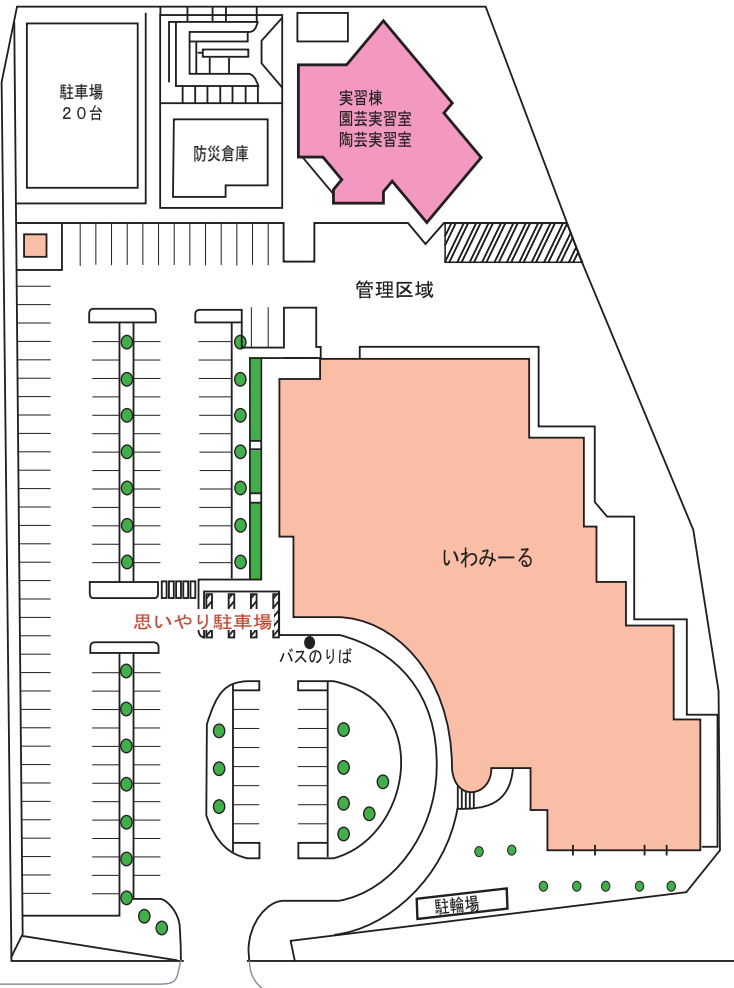 駐車場
20台
防災倉庫
実習棟
園芸実習室
陶芸実習室
管理区域
いわみーる
思いやり駐車場
バスのりば
駐輪場